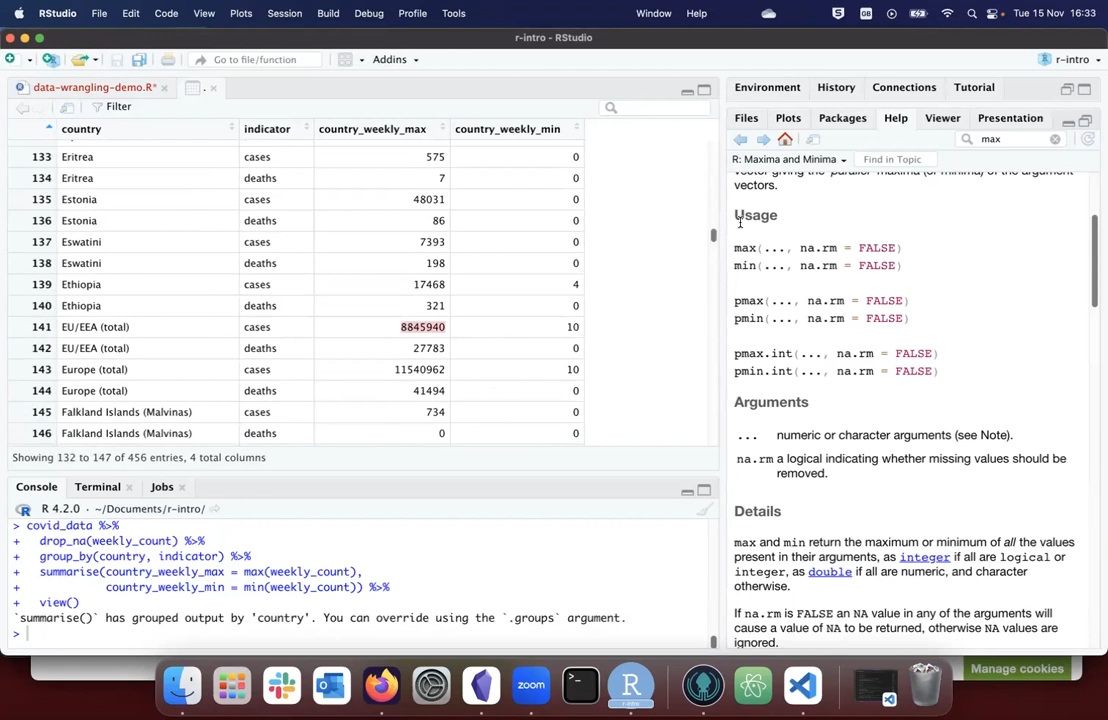 RStudio File Edit Code View Plots Session Build Debug Profile Tools Window Help Tue 15 Nov 16:33
r-intro – RStudio
Go to file/function Addins r-intro
data-wrangling-demo.R* .
Filter
country indicator country_weekly_max country_weekly_min
133 Eritrea cases 575 0
134 Eritrea deaths 7 0
135 Estonia cases 48031 0
136 Estonia deaths 86 0
137 Eswatini cases 7393 0
138 Eswatini deaths 198 0
139 Ethiopia cases 17468 4
140 Ethiopia deaths 321 0
141 EU/EEA (total) cases 8845940 10
142 EU/EEA (total) deaths 27783 0
143 Europe (total) cases 11540962 10
144 Europe (total) deaths 41494 0
145 Falkland Islands (Malvinas) cases 734 0
146 Falkland Islands (Malvinas) deaths 0 0
Showing 132 to 147 of 456 entries, 4 total columns
Console Terminal Jobs
R 4.2.0 · ~/Documents/r-intro/
> covid_data %>%
+ drop_na(weekly_count) %>%
+ group_by(country, indicator) %>%
+ summarise(country_weekly_max = max(weekly_count),
+ country_weekly_min = min(weekly_count)) %>%
+ view()
`summarise()` has grouped output by 'country'. You can override using the `.groups` argument.
>
Environment History Connections Tutorial
Files Plots Packages Help Viewer Presentation
max
R: Maxima and Minima Find in Topic
vector giving the 'parallel' maxima (or minima) of the argument
vectors.
Usage
max(..., na.rm = FALSE)
min(..., na.rm = FALSE)
pmax(..., na.rm = FALSE)
pmin(..., na.rm = FALSE)
pmax.int(..., na.rm = FALSE)
pmin.int(..., na.rm = FALSE)
Arguments
... numeric or character arguments (see Note).
na.rm a logical indicating whether missing values should be
removed.
Details
max and min return the maximum or minimum of all the values
present in their arguments, as integer if all are logical or
integer, as double if all are numeric, and character
otherwise.
If na.rm is FALSE an NA value in any of the arguments will
cause a value of NA to be returned, otherwise NA values are
ignored.
Manage cookies
zoom
R
r-intro